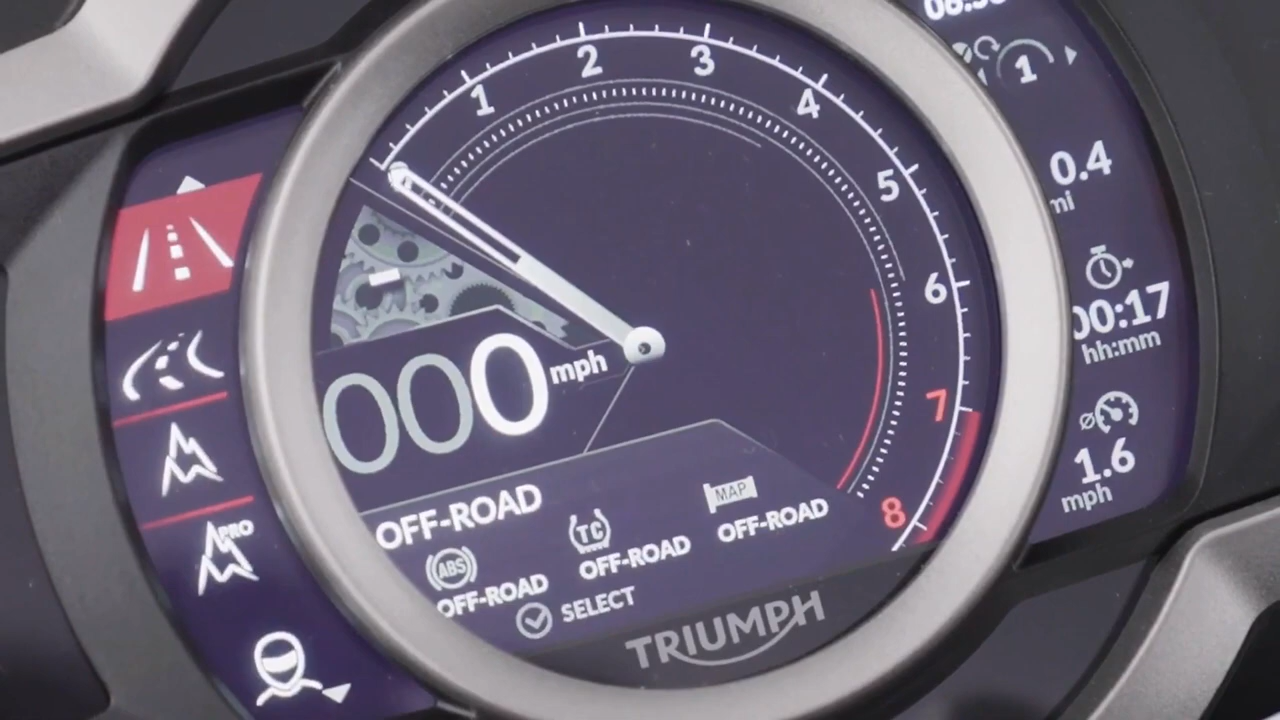 1
2
3
4
5
6
7
8
000 mph
OFF-ROAD
ABS
OFF-ROAD
TC
OFF-ROAD
MAP
OFF-ROAD
SELECT
TRIUMPH
PRO
1
0.4
mi
00:17
hh:mm
1.6
mph